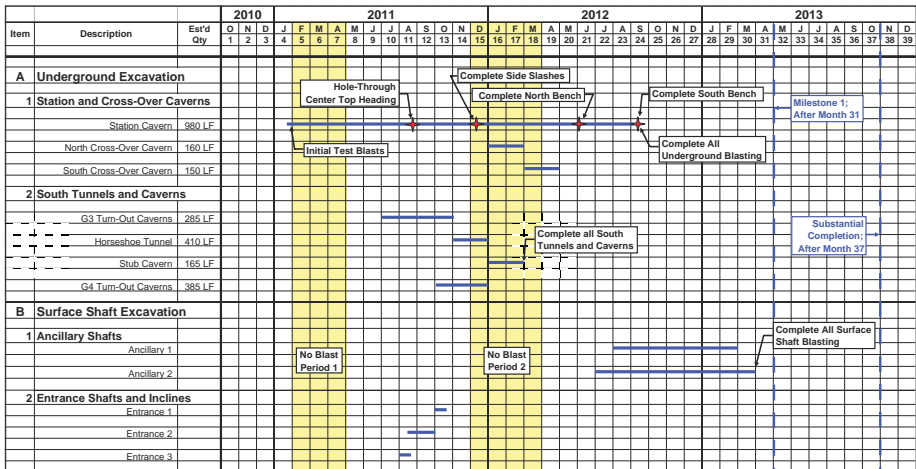 2010 2011 2012 2013
Item Description Est'd Qty O N D J F M A M J J A S O N D J F M A M J J A S O N D J F M A M J J A S O N D
1 2 3 4 5 6 7 8 9 10 11 12 13 14 15 16 17 18 19 20 21 22 23 24 25 26 27 28 29 30 31 32 33 34 35 36 37 38 39
A Underground Excavation
Hole-Through
Center Top Heading
Complete Side Slashes
Complete North Bench
Complete South Bench
Milestone 1;
After Month 31
1 Station and Cross-Over Caverns
Station Cavern 980 LF
Initial Test Blasts
Complete All
Underground Blasting
North Cross-Over Cavern 160 LF
South Cross-Over Cavern 150 LF
2 South Tunnels and Caverns
G3 Turn-Out Caverns 285 LF
Horseshoe Tunnel 410 LF
Complete all South
Tunnels and Caverns
Substantial
Completion;
After Month 37
Stub Cavern 165 LF
G4 Turn-Out Caverns 385 LF
B Surface Shaft Excavation
1 Ancillary Shafts
Complete All Surface
Shaft Blasting
Ancillary 1
No Blast
Period 1
No Blast
Period 2
Ancillary 2
2 Entrance Shafts and Inclines
Entrance 1
Entrance 2
Entrance 3